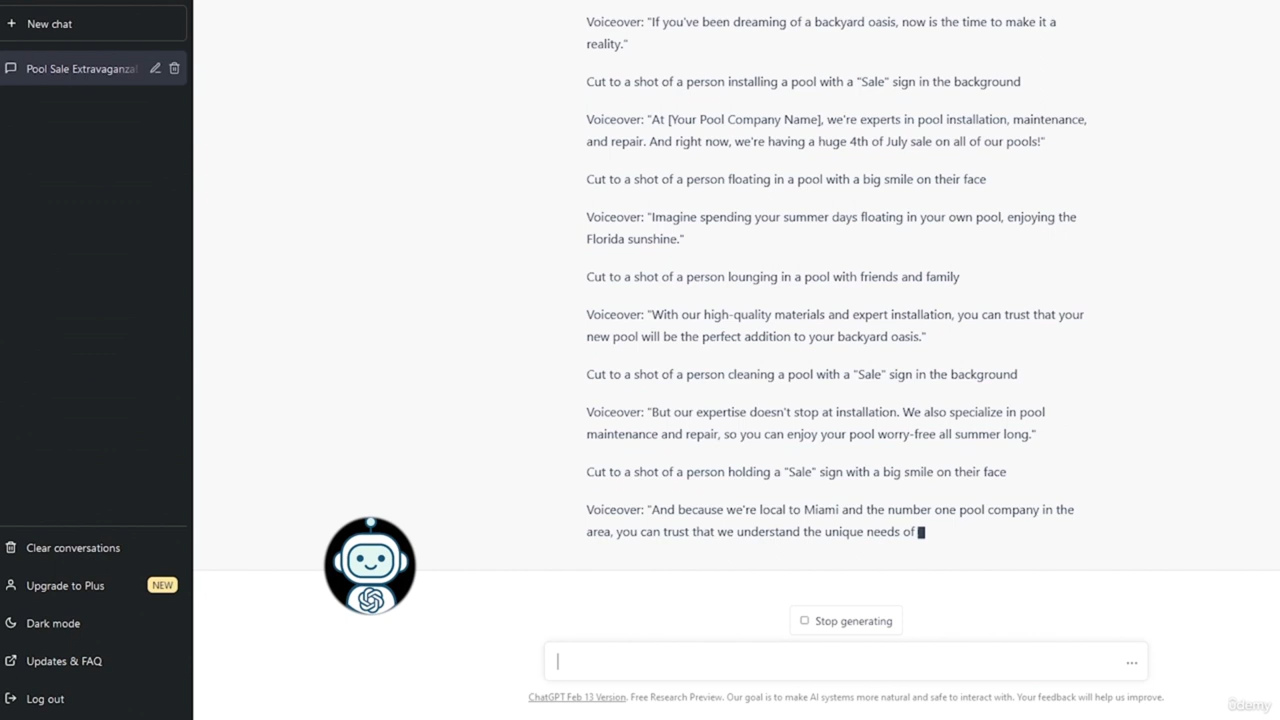 New chat
Pool Sale Extravaganza!
Voiceover: "If you've been dreaming of a backyard oasis, now is the time to make it a
reality."
Cut to a shot of a person installing a pool with a "Sale" sign in the background
Voiceover: "At [Your Pool Company Name], we're experts in pool installation, maintenance,
and repair. And right now, we're having a huge 4th of July sale on all of our pools!"
Cut to a shot of a person floating in a pool with a big smile on their face
Voiceover: "Imagine spending your summer days floating in your own pool, enjoying the
Florida sunshine."
Cut to a shot of a person lounging in a pool with friends and family
Voiceover: "With our high-quality materials and expert installation, you can trust that your
new pool will be the perfect addition to your backyard oasis."
Cut to a shot of a person cleaning a pool with a "Sale" sign in the background
Voiceover: "But our expertise doesn't stop at installation. We also specialize in pool
maintenance and repair, so you can enjoy your pool worry-free all summer long."
Cut to a shot of a person holding a "Sale" sign with a big smile on their face
Voiceover: "And because we're local to Miami and the number one pool company in the
area, you can trust that we understand the unique needs of
Clear conversations
Upgrade to Plus NEW
Dark mode
Updates & FAQ
Log out
Stop generating
ChatGPT Feb 13 Version. Free Research Preview. Our goal is to make AI systems more natural and safe to interact with. Your feedback will help us improve.
ûdemy